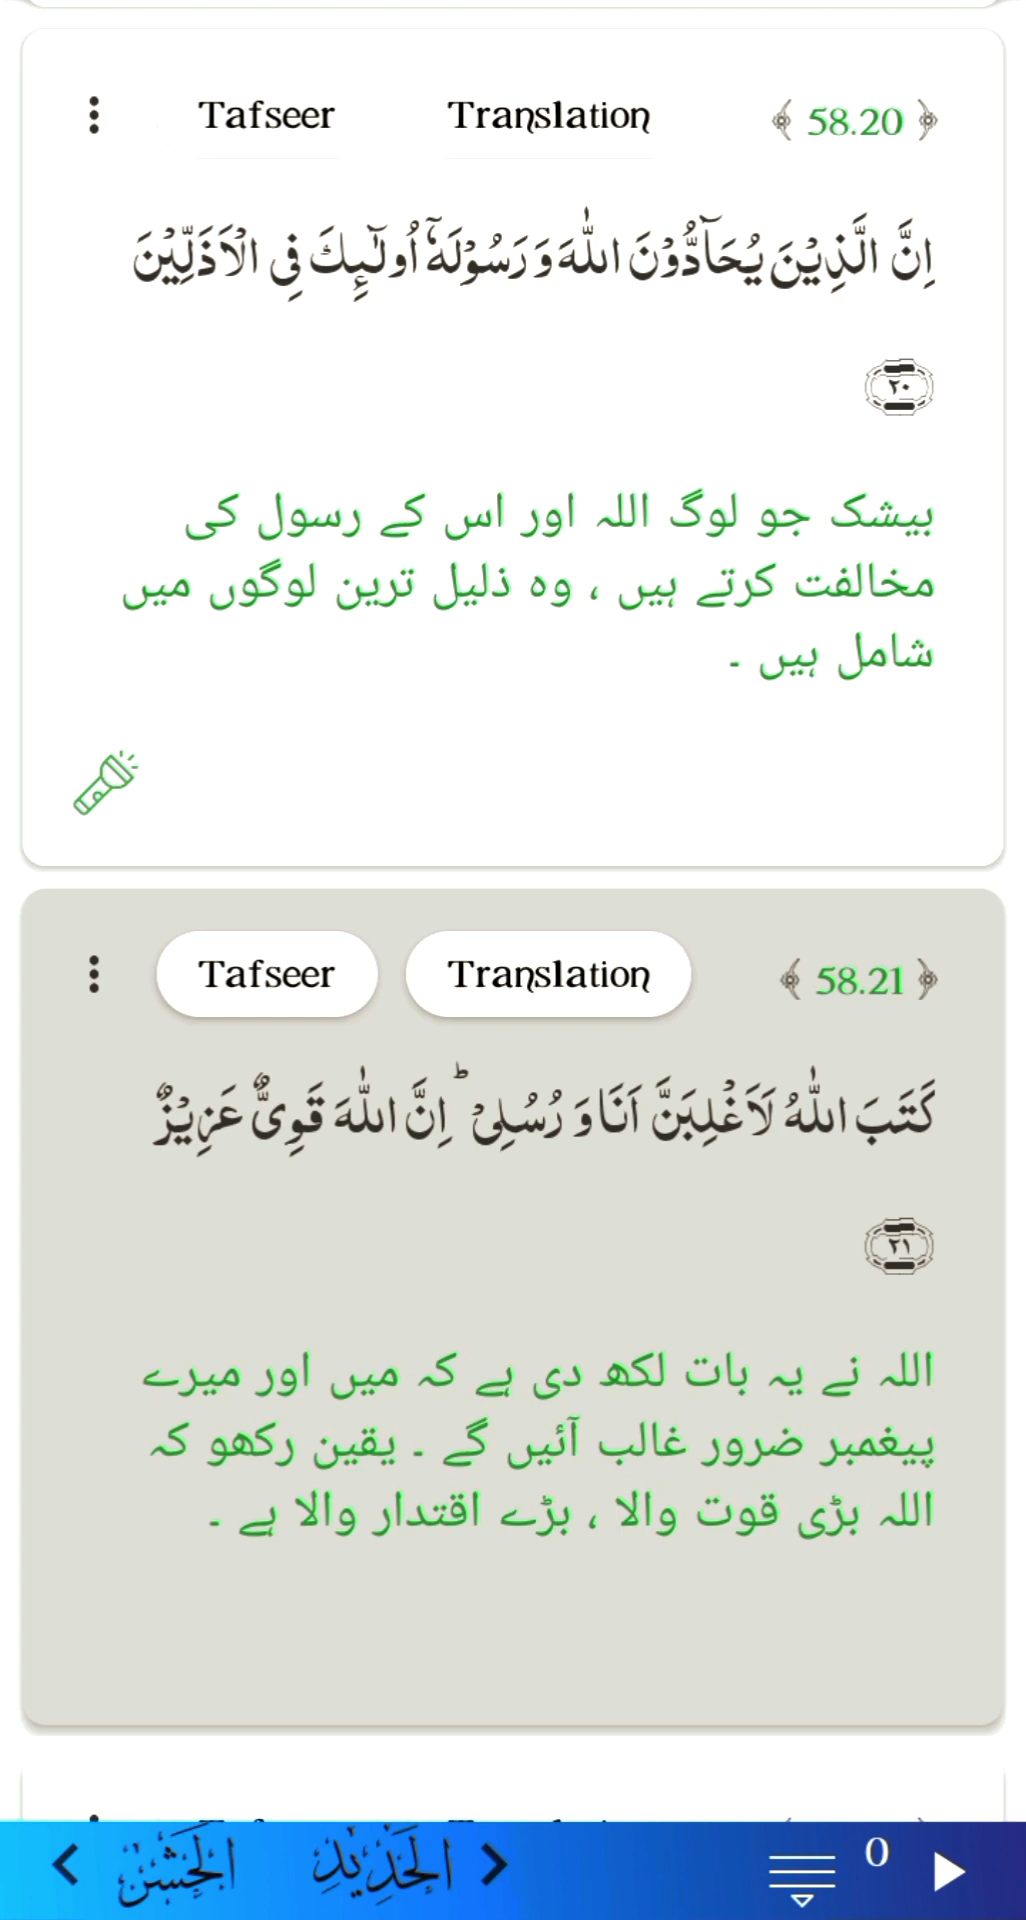 Tafseer Translation 58.20
اِنَّ الَّذِيْنَ يُحَآدُّوْنَ اللّٰهَ وَ رَسُوْلَهٗۤ اُولٰٓىِٕكَ فِي الْاَذَلِّيْنَ
۲۰
بیشک جو لوگ اللہ اور اس کے رسول کی
مخالفت کرتے ہیں ، وہ ذلیل ترین لوگوں میں
شامل ہیں ۔
Tafseer Translation 58.21
كَتَبَ اللّٰهُ لَاَغْلِبَنَّ اَنَا وَ رُسُلِيْ ؕ اِنَّ اللّٰهَ قَوِيٌّ عَزِيْزٌ
۲۱
اللہ نے یہ بات لکھ دی ہے کہ میں اور میرے
پیغمبر ضرور غالب آئیں گے ۔ یقین رکھو کہ
اللہ بڑی قوت والا ، بڑے اقتدار والا ہے ۔
الحشر الحديد 0